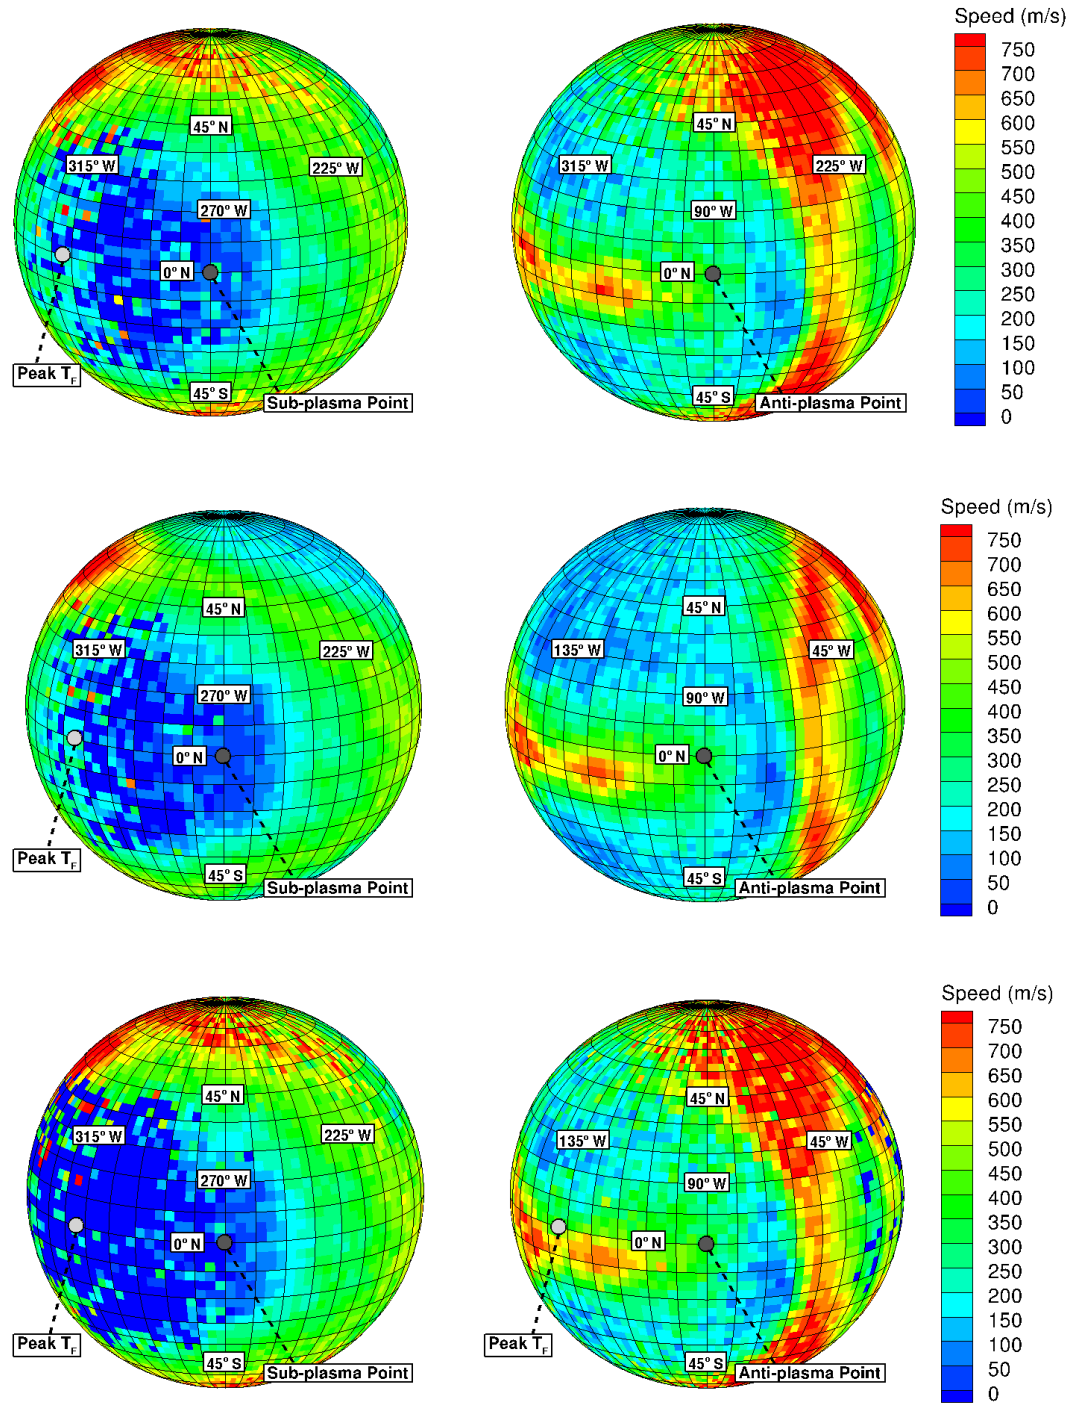 Speed (m/s)
45° N
315° W
225° W
270° W
0° N
Peak T_F
45° S
Sub-plasma Point
45° N
315° W
225° W
90° W
0° N
45° S
Anti-plasma Point
750
700
650
600
550
500
450
400
350
300
250
200
150
100
50
0
Speed (m/s)
45° N
315° W
225° W
270° W
0° N
Peak T_F
45° S
Sub-plasma Point
45° N
135° W
45° W
90° W
0° N
45° S
Anti-plasma Point
750
700
650
600
550
500
450
400
350
300
250
200
150
100
50
0
Speed (m/s)
45° N
315° W
225° W
270° W
0° N
Peak T_F
45° S
Sub-plasma Point
45° N
135° W
45° W
90° W
0° N
Peak T_F
45° S
Anti-plasma Point
750
700
650
600
550
500
450
400
350
300
250
200
150
100
50
0